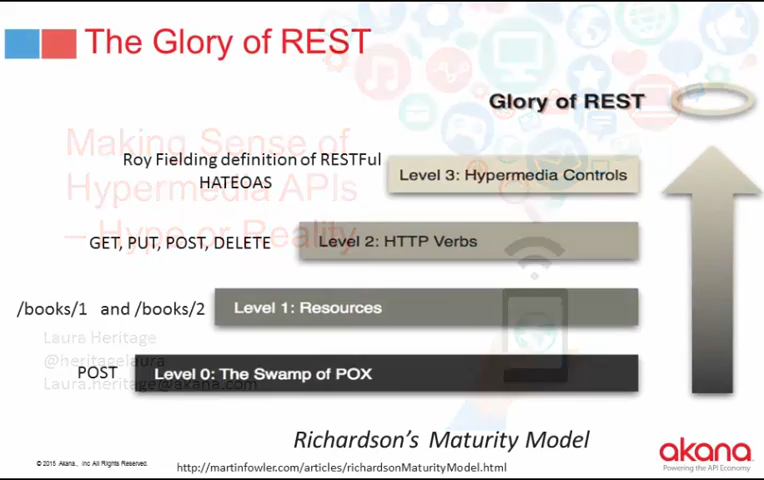 The Glory of REST
Glory of REST
Making Sense of
Hypermedia APIs
– Hype or Reality
Roy Fielding definition of RESTFul
HATEOAS
Level 3: Hypermedia Controls
GET, PUT, POST, DELETE
Level 2: HTTP Verbs
/books/1 and /books/2
Level 1: Resources
Laura Heritage
@heritagelaura
Laura.heritage@akana.com
POST
Level 0: The Swamp of POX
Richardson's Maturity Model
http://martinfowler.com/articles/richardsonMaturityModel.html
© 2015 Akana., Inc All Rights Reserved.
akana
Powering the API Economy